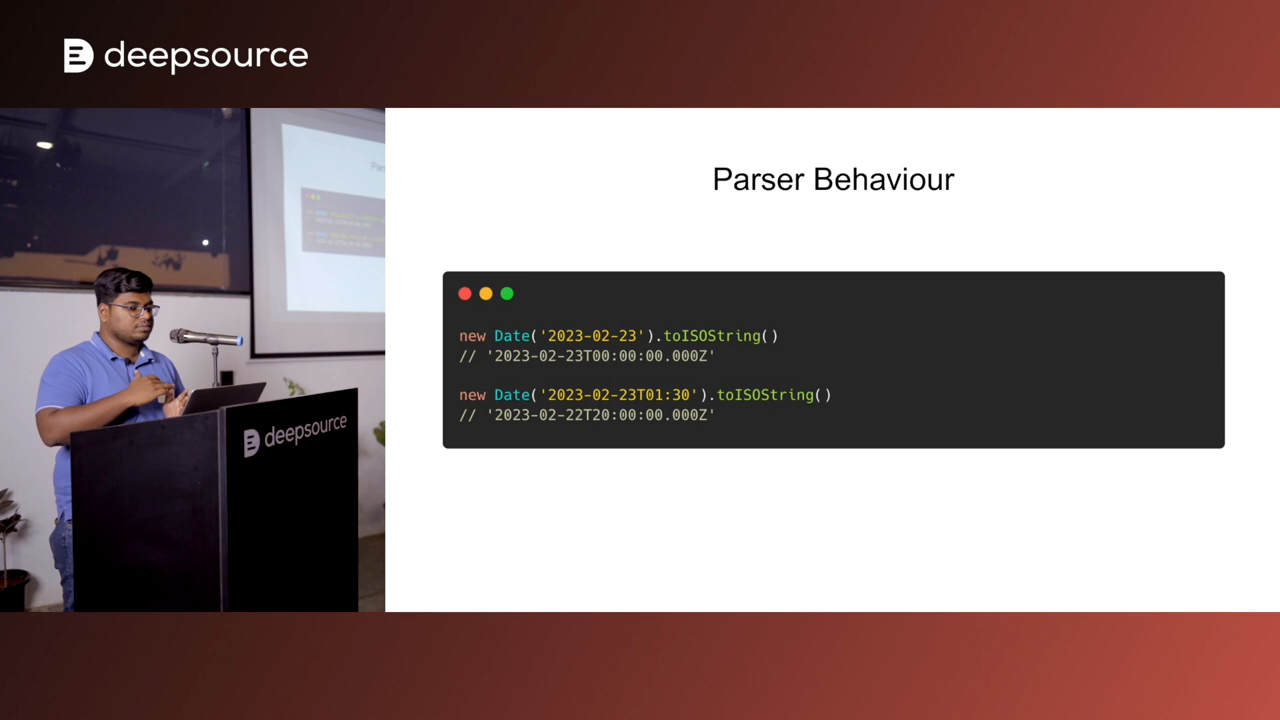 deepsource
deepsource
Parser Behaviour
new Date('2023-02-23').toISOString()
// '2023-02-23T00:00:00.000Z'
new Date('2023-02-23T01:30').toISOString()
// '2023-02-22T20:00:00.000Z'